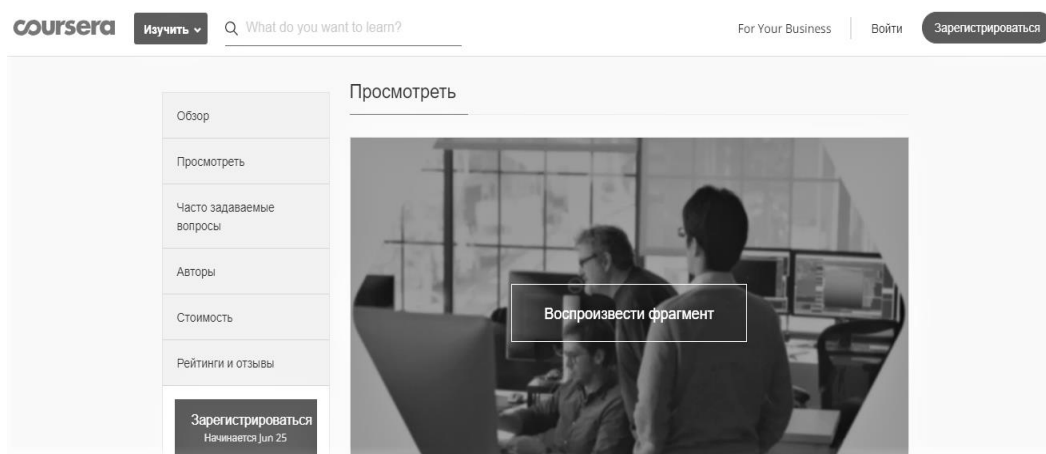 coursera
Изучить
What do you want to learn?
For Your Business
Войти
Зарегистрироваться
Обзор
Просмотреть
Часто задаваемые
вопросы
Авторы
Стоимость
Рейтинги и отзывы
Зарегистрироваться
Начинается Jun 25
Просмотреть
Воспроизвести фрагмент